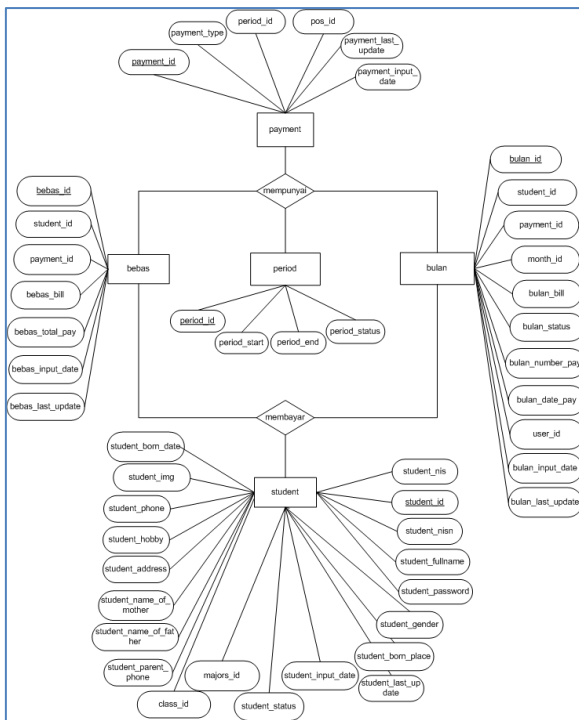 period_id
pos_id
payment_type
payment_last_
update
payment_id
payment_input_
date
payment
mempunyai
bebas_id
student_id
payment_id
bebas_bill
bebas_total_pay
bebas_input_date
bebas_last_update
bebas
period
period_id
period_start
period_end
period_status
bulan
bulan_id
student_id
payment_id
month_id
bulan_bill
bulan_status
bulan_number_pay
bulan_date_pay
user_id
bulan_input_date
bulan_last_update
membayar
student
student_born_date
student_img
student_phone
student_hobby
student_address
student_name_of_
mother
student_name_of_fat
her
student_parent_
phone
class_id
majors_id
student_status
student_input_date
student_last_up
date
student_born_place
student_gender
student_password
student_fullname
student_nisn
student_id
student_nis